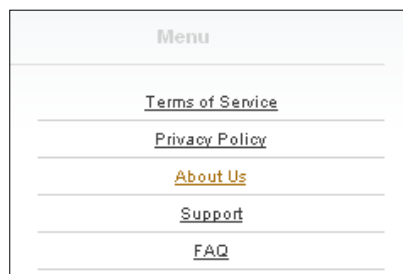 Menu
Terms of Service
Privacy Policy
About Us
Support
FAQ